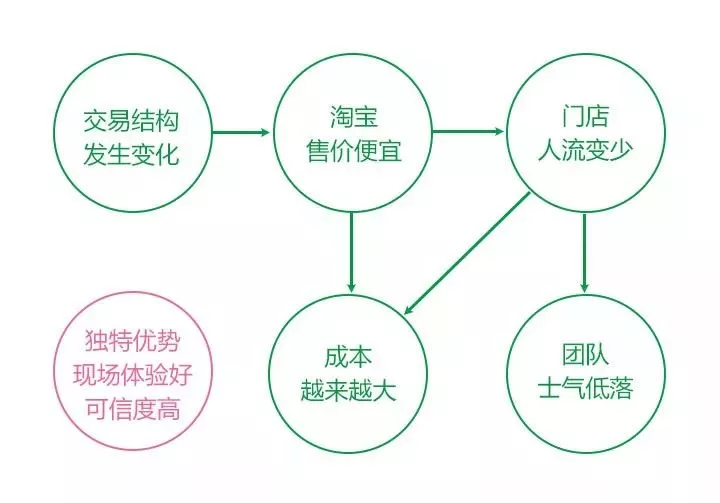 交易结构
发生变化
淘宝
售价便宜
门店
人流变少
独特优势
现场体验好
可信度高
成本
越来越大
团队
士气低落